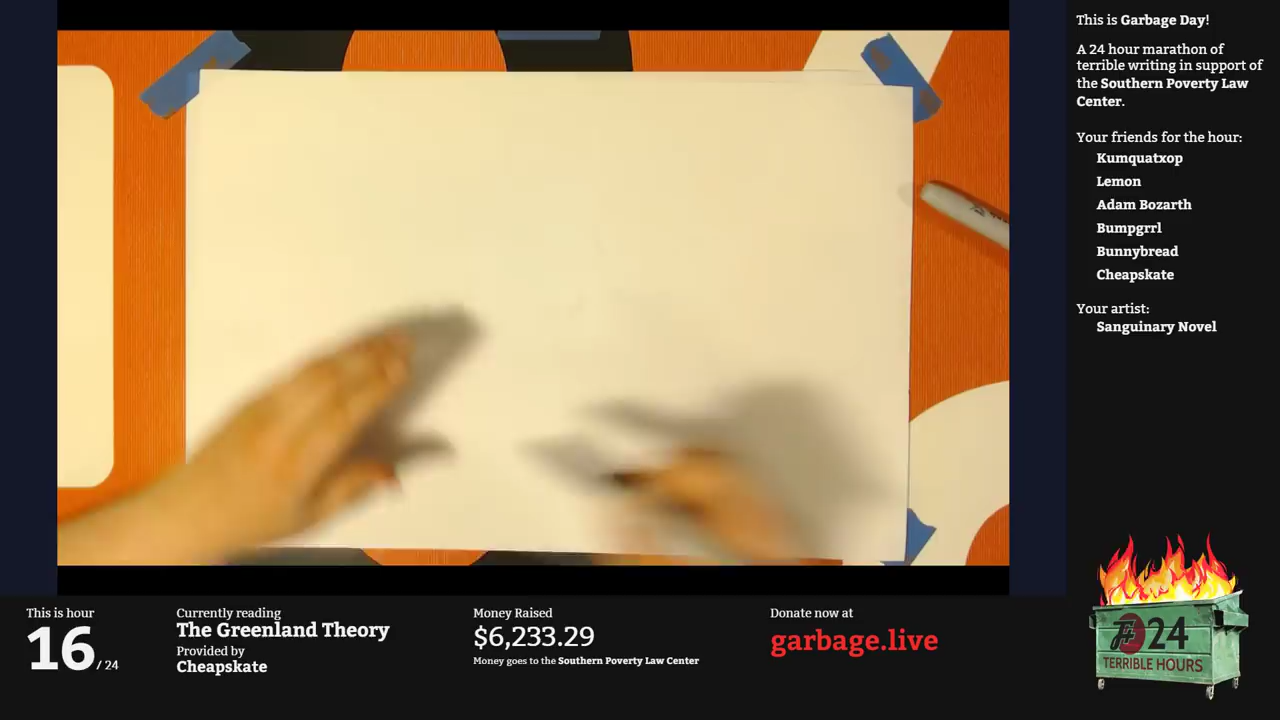 This is Garbage Day!
A 24 hour marathon of
terrible writing in support of
the Southern Poverty Law
Center.
Your friends for the hour:
Kumquatxop
Lemon
Adam Bozarth
Bumpgrrl
Bunnybread
Cheapskate
Your artist:
Sanguinary Novel
This is hour
16 / 24
Currently reading
The Greenland Theory
Provided by
Cheapskate
Money Raised
$6,233.29
Money goes to the Southern Poverty Law Center
Donate now at
garbage.live
24
TERRIBLE HOURS